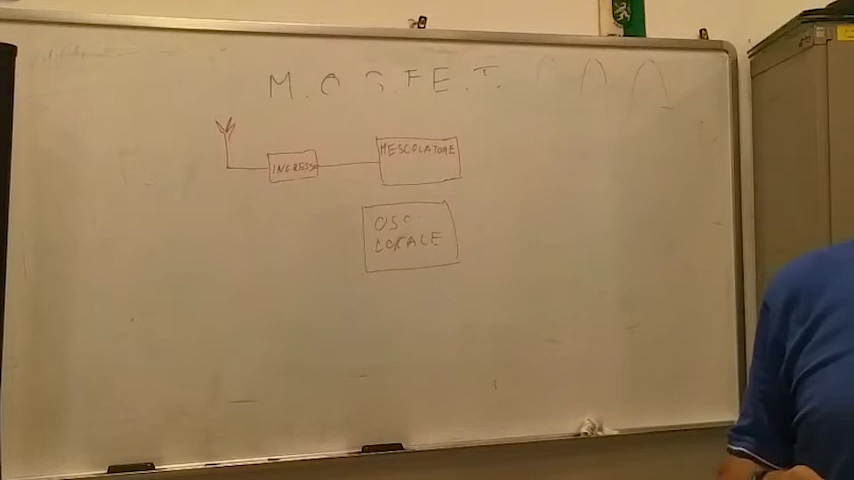 M.O.S.F.E.T.
INGRESSO
MESCOLATORE
OSC.
LOCALE